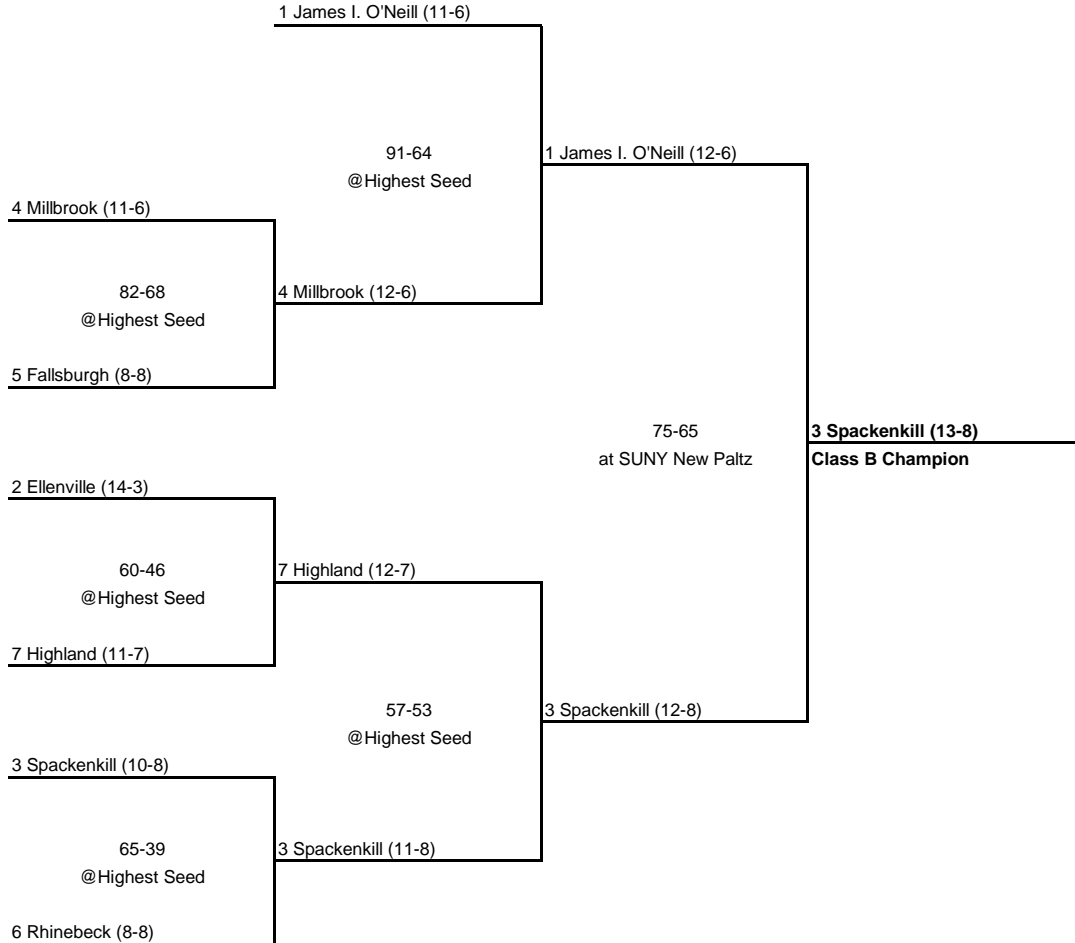 1 James I. O'Neill (11-6)
91-64
@Highest Seed
1 James I. O'Neill (12-6)
4 Millbrook (11-6)
82-68
@Highest Seed
4 Millbrook (12-6)
5 Fallsburgh (8-8)
75-65
at SUNY New Paltz
3 Spackenkill (13-8)
Class B Champion
2 Ellenville (14-3)
60-46
@Highest Seed
7 Highland (12-7)
7 Highland (11-7)
57-53
@Highest Seed
3 Spackenkill (12-8)
3 Spackenkill (10-8)
65-39
@Highest Seed
3 Spackenkill (11-8)
6 Rhinebeck (8-8)